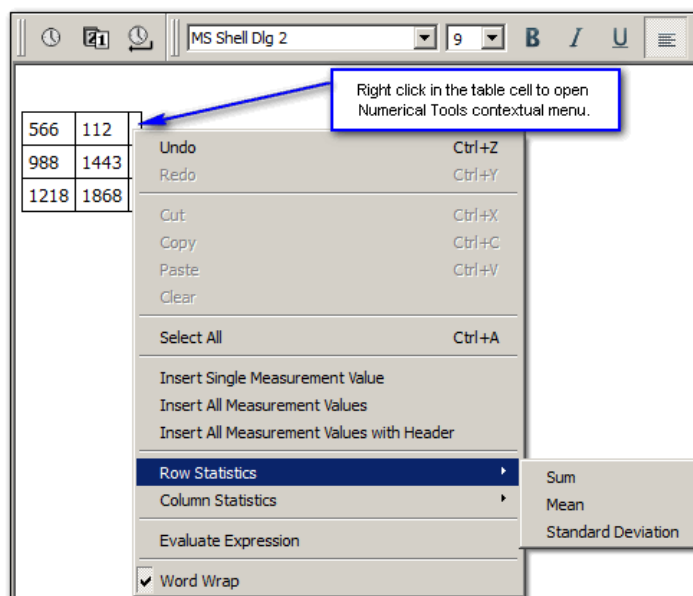 MS Shell Dlg 2 9 B I U
Right click in the table cell to open
Numerical Tools contextual menu.
566 112
988 1443
1218 1868
Undo Ctrl+Z
Redo Ctrl+Y
Cut Ctrl+X
Copy Ctrl+C
Paste Ctrl+V
Clear
Select All Ctrl+A
Insert Single Measurement Value
Insert All Measurement Values
Insert All Measurement Values with Header
Row Statistics
Column Statistics
Evaluate Expression
Word Wrap
Sum
Mean
Standard Deviation